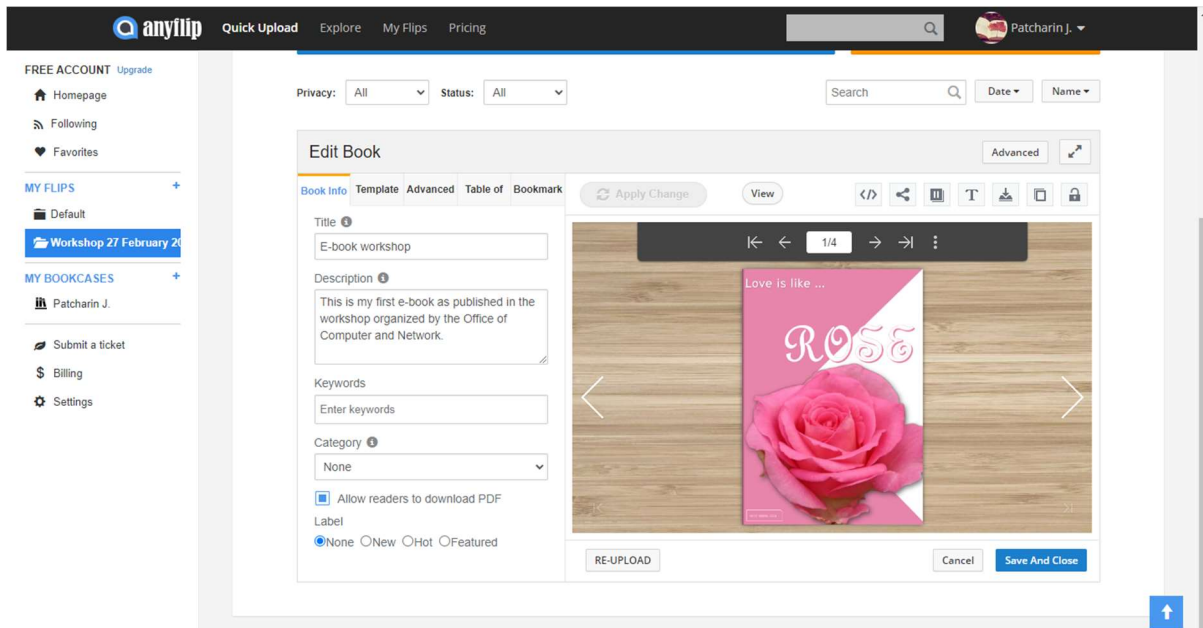 anyflip Quick Upload Explore My Flips Pricing Patcharin J.
FREE ACCOUNT Upgrade
Homepage
Following
Favorites
MY FLIPS +
Default
Workshop 27 February 20
MY BOOKCASES +
Patcharin J.
Submit a ticket
Billing
Settings
Privacy: All Status: All Search Date Name
Edit Book Advanced
Book Info Template Advanced Table of Bookmark
Apply Change View
Title
E-book workshop
Description
This is my first e-book as published in the
workshop organized by the Office of
Computer and Network.
Keywords
Enter keywords
Category
None
Allow readers to download PDF
Label
None New Hot Featured
1/4
Love is like ...
ROSE
RE-UPLOAD Cancel Save And Close